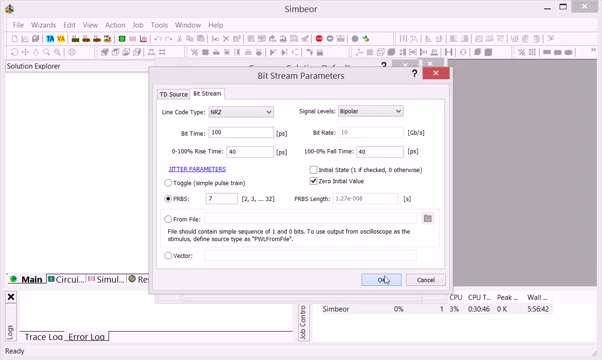 Simbeor
File Wizards Edit View Action Job Tools Window Help
TA VA
Solution Explorer
Bit Stream Parameters
?
TD Source Bit Stream
Line Code Type: NRZ Signal Levels: Bipolar
Bit Time: 100 [ps] Bit Rate: 10 [Gb/s]
0-100% Rise Time: 40 [ps] 100-0% Fall Time: 40 [ps]
JITTER PARAMETERS Initial State (1 if checked, 0 otherwise)
Toggle (simple pulse train) Zero Initial Value
PRBS: 7 [2, 3, ... 32] PRBS Length: 1.27e-008 [s]
From File:
File should contain simple sequence of 1 and 0 bits. To use output from oscilloscope as the
stimulus, define source type as "PWLFromFile".
Vector:
OK Cancel
Main Circui... Simul... Re
Logs
Trace Log Error Log
Job Contro
CPU CPU T... Peak ... Wall ...
Simbeor 0% 1 3% 0:30:46 0 K 5:56:42
Ready